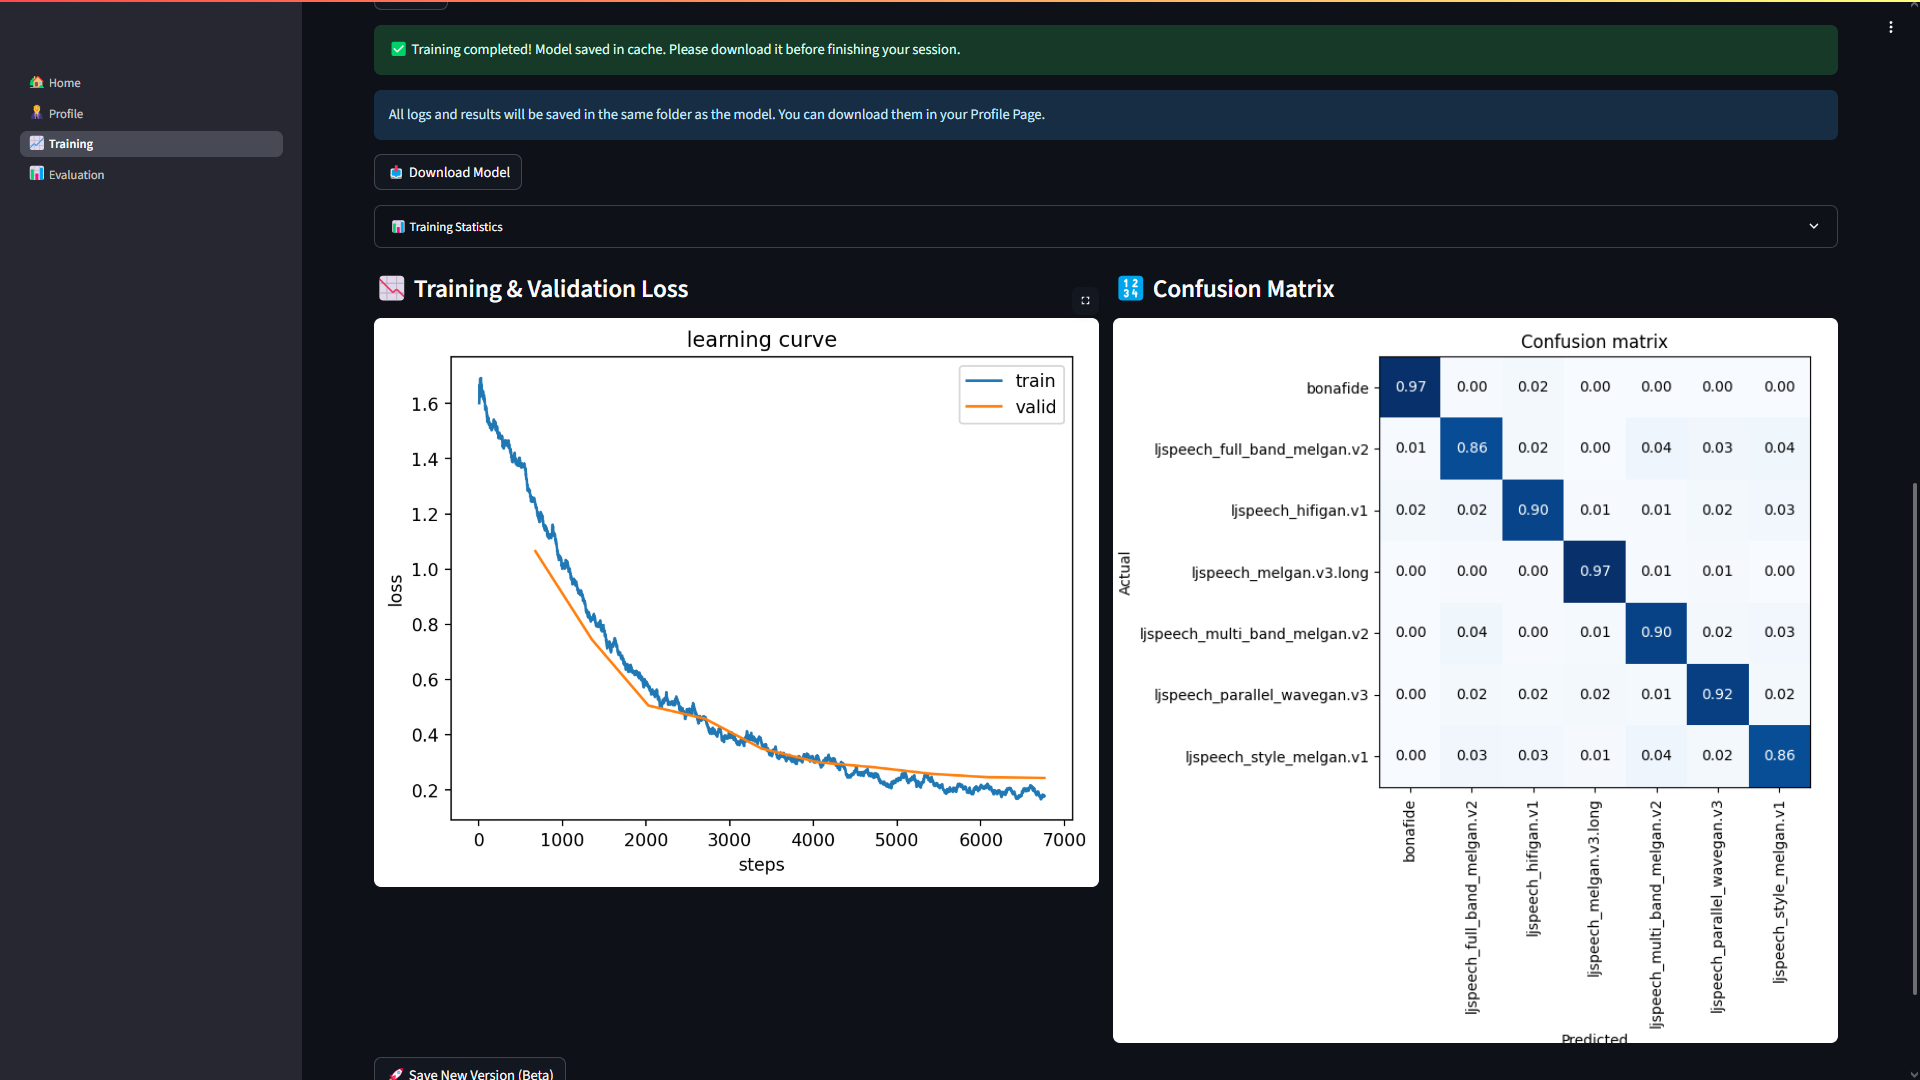 Home
Profile
Training
Evaluation
Training completed! Model saved in cache. Please download it before finishing your session.
All logs and results will be saved in the same folder as the model. You can download them in your Profile Page.
Download Model
Training Statistics
Training & Validation Loss
learning curve
train
valid
loss
1.6
1.4
1.2
1.0
0.8
0.6
0.4
0.2
0 1000 2000 3000 4000 5000 6000 7000
steps
1 2
3 4
Confusion Matrix
Confusion matrix
Actual
bonafide 0.97 0.00 0.02 0.00 0.00 0.00 0.00
ljspeech_full_band_melgan.v2 0.01 0.86 0.02 0.00 0.04 0.03 0.04
ljspeech_hifigan.v1 0.02 0.02 0.90 0.01 0.01 0.02 0.03
ljspeech_melgan.v3.long 0.00 0.00 0.00 0.97 0.01 0.01 0.00
ljspeech_multi_band_melgan.v2 0.00 0.04 0.00 0.01 0.90 0.02 0.03
ljspeech_parallel_wavegan.v3 0.00 0.02 0.02 0.02 0.01 0.92 0.02
ljspeech_style_melgan.v1 0.00 0.03 0.03 0.01 0.04 0.02 0.86
bonafide
ljspeech_full_band_melgan.v2
ljspeech_hifigan.v1
ljspeech_melgan.v3.long
ljspeech_multi_band_melgan.v2
ljspeech_parallel_wavegan.v3
ljspeech_style_melgan.v1
Predicted
Save New Version (Beta)